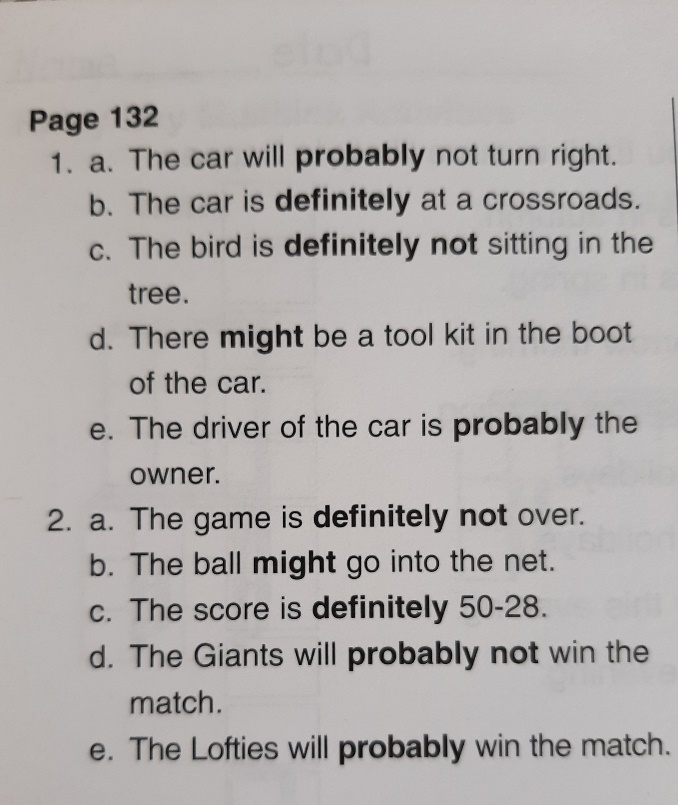 Page 132
1. a. The car will probably not turn right.
b. The car is definitely at a crossroads.
c. The bird is definitely not sitting in the
tree.
d. There might be a tool kit in the boot
of the car.
e. The driver of the car is probably the
owner.
2. a. The game is definitely not over.
b. The ball might go into the net.
c. The score is definitely 50-28.
d. The Giants will probably not win the
match.
e. The Lofties will probably win the match.